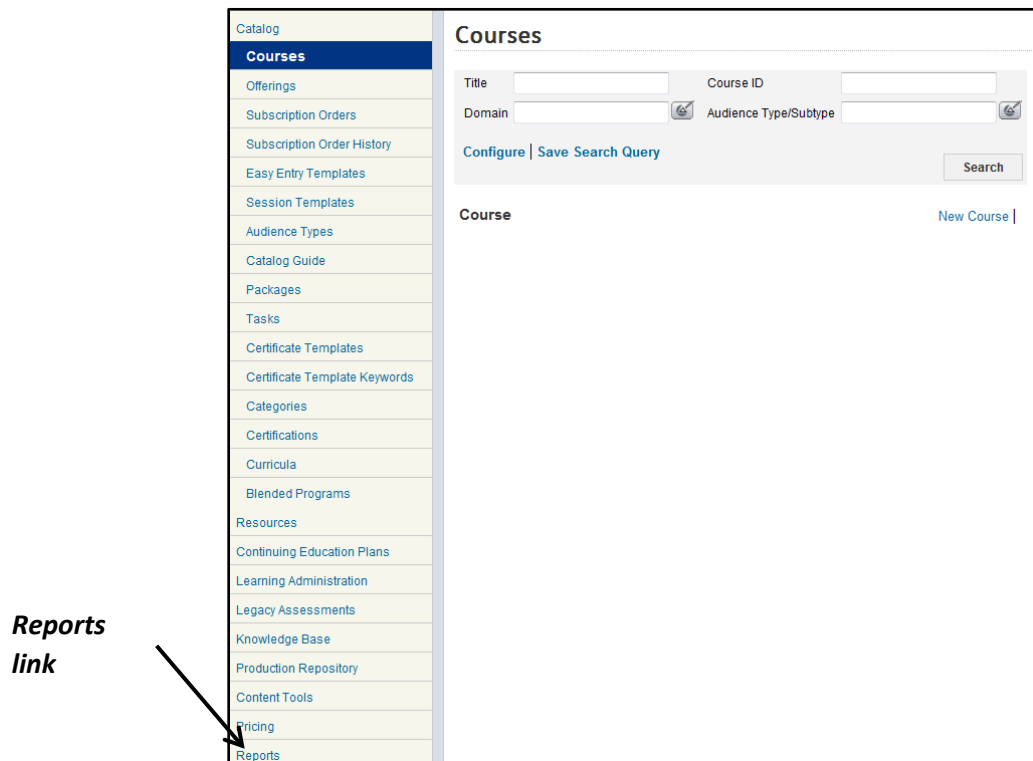 Catalog
Courses
Offerings
Subscription Orders
Subscription Order History
Easy Entry Templates
Session Templates
Audience Types
Catalog Guide
Packages
Tasks
Certificate Templates
Certificate Template Keywords
Categories
Certifications
Curricula
Blended Programs
Resources
Continuing Education Plans
Learning Administration
Legacy Assessments
Knowledge Base
Production Repository
Content Tools
Pricing
Reports
Courses
Title Course ID
Domain Audience Type/Subtype
Configure | Save Search Query
Search
Course New Course |
Reports
link